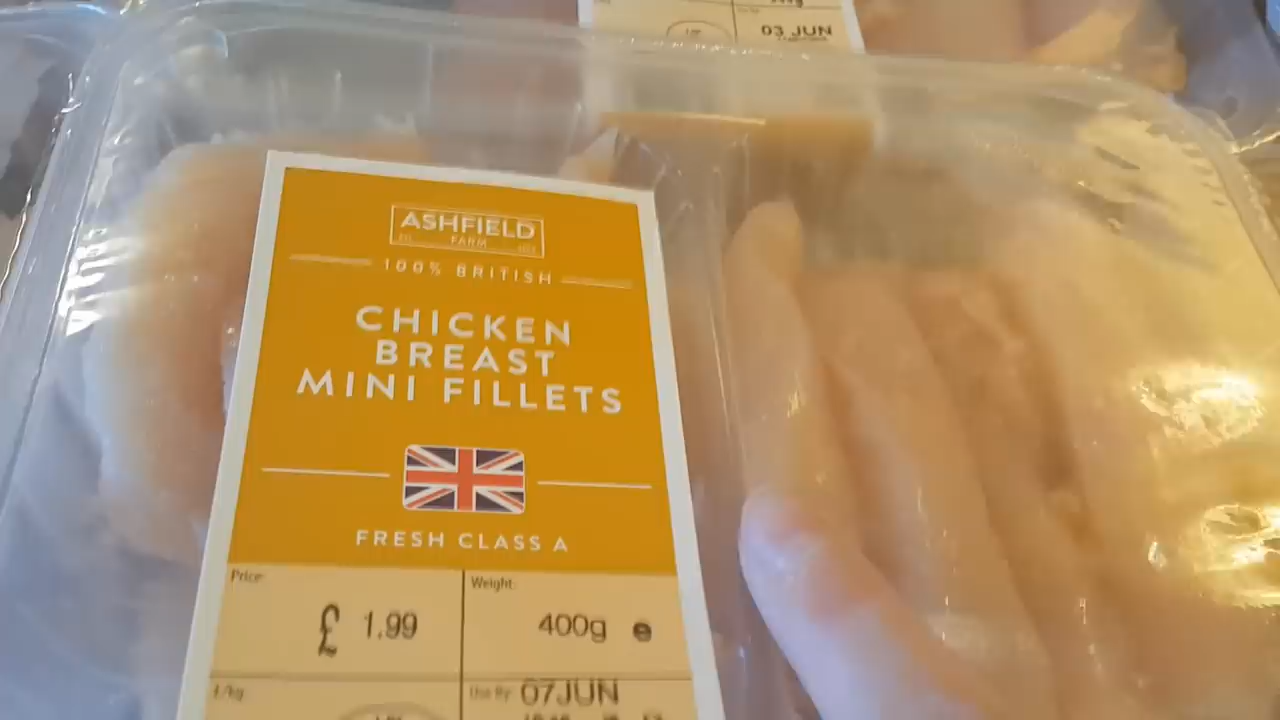 03 JUN
ASHFIELD
FARM
100% BRITISH
CHICKEN
BREAST
MINI FILLETS
FRESH CLASS A
Price:
Weight:
£ 1.99
400g e
£/kg
Use By: 07JUN